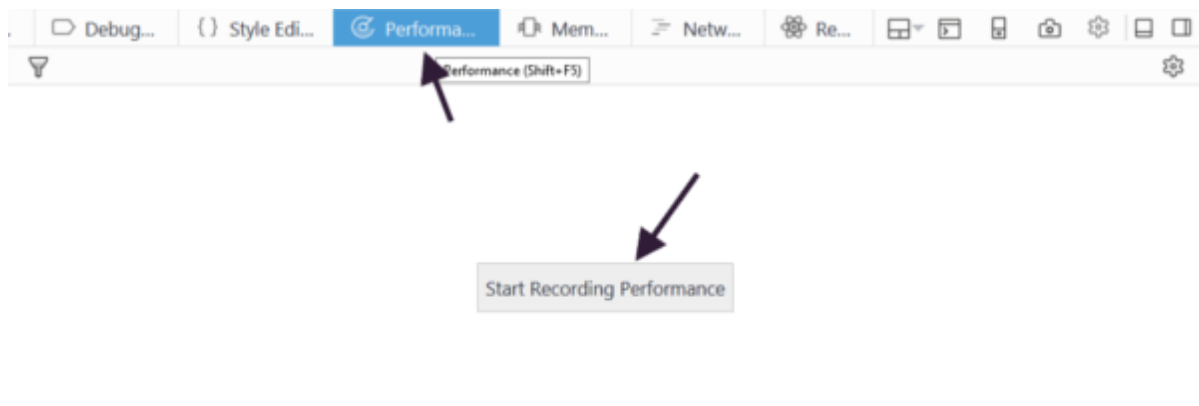 Debug... {} Style Edi... Performa... Mem... Netw... Re...
Performance (Shift+F5)
Start Recording Performance